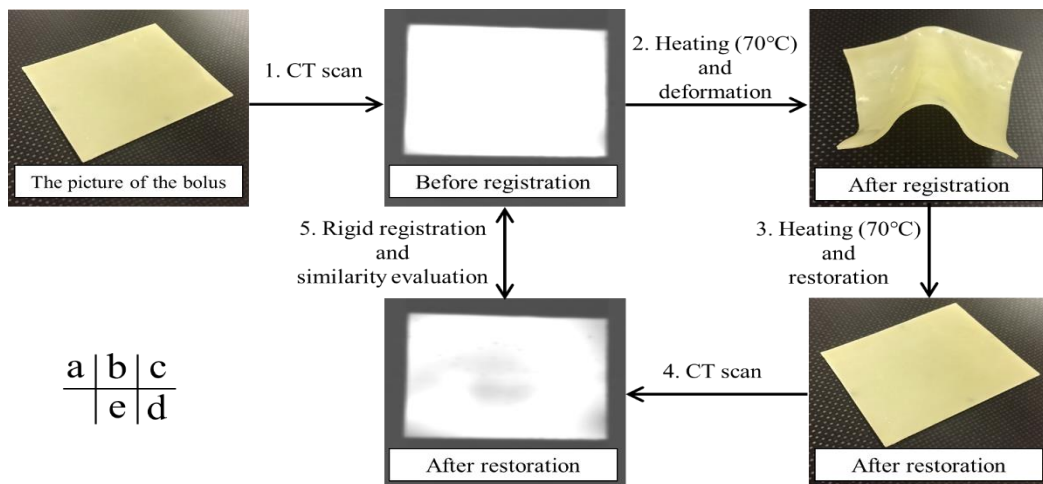 1. CT scan
2. Heating (70℃)
and
deformation
The picture of the bolus
Before registration
After registration
5. Rigid registration
and
similarity evaluation
3. Heating (70℃)
and
restoration
a b c
e d
4. CT scan
After restoration
After restoration